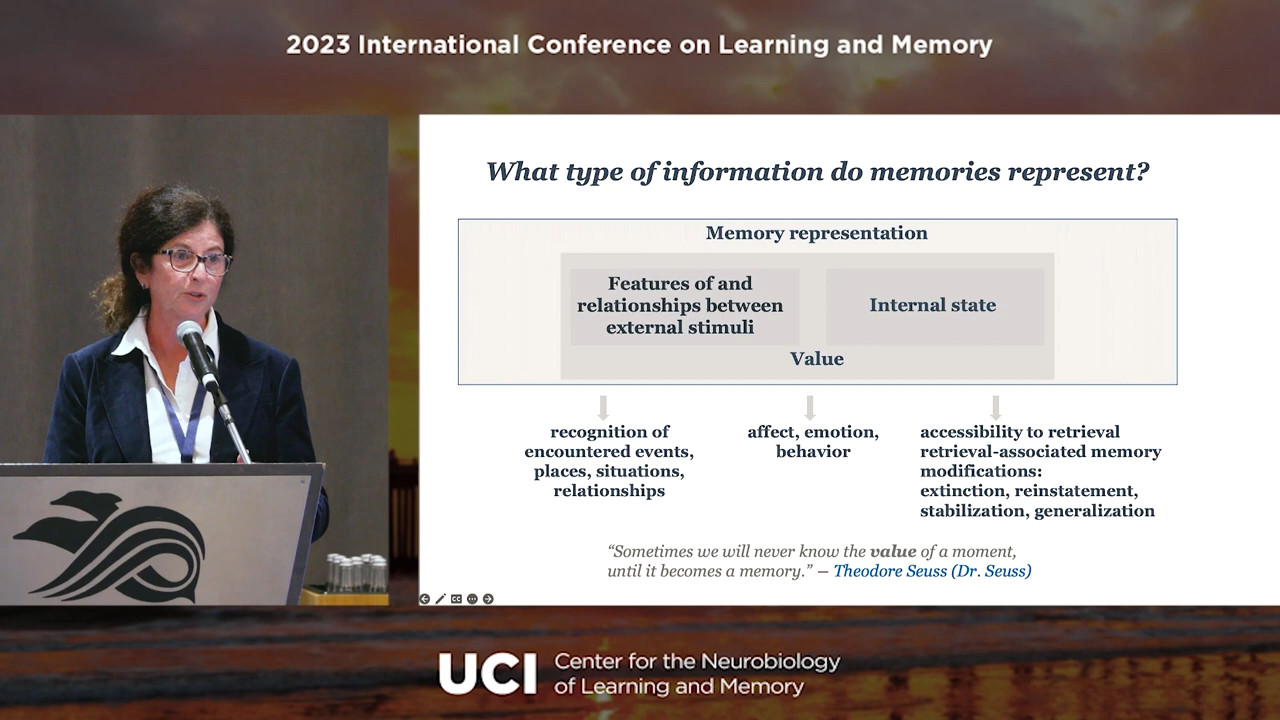 2023 International Conference on Learning and Memory
What type of information do memories represent?
Memory representation
Features of and
relationships between
external stimuli
Internal state
Value
recognition of
encountered events,
places, situations,
relationships
affect, emotion,
behavior
accessibility to retrieval
retrieval-associated memory
modifications:
extinction, reinstatement,
stabilization, generalization
“Sometimes we will never know the value of a moment,
until it becomes a memory.” — Theodore Seuss (Dr. Seuss)
UCI
Center for the Neurobiology
of Learning and Memory